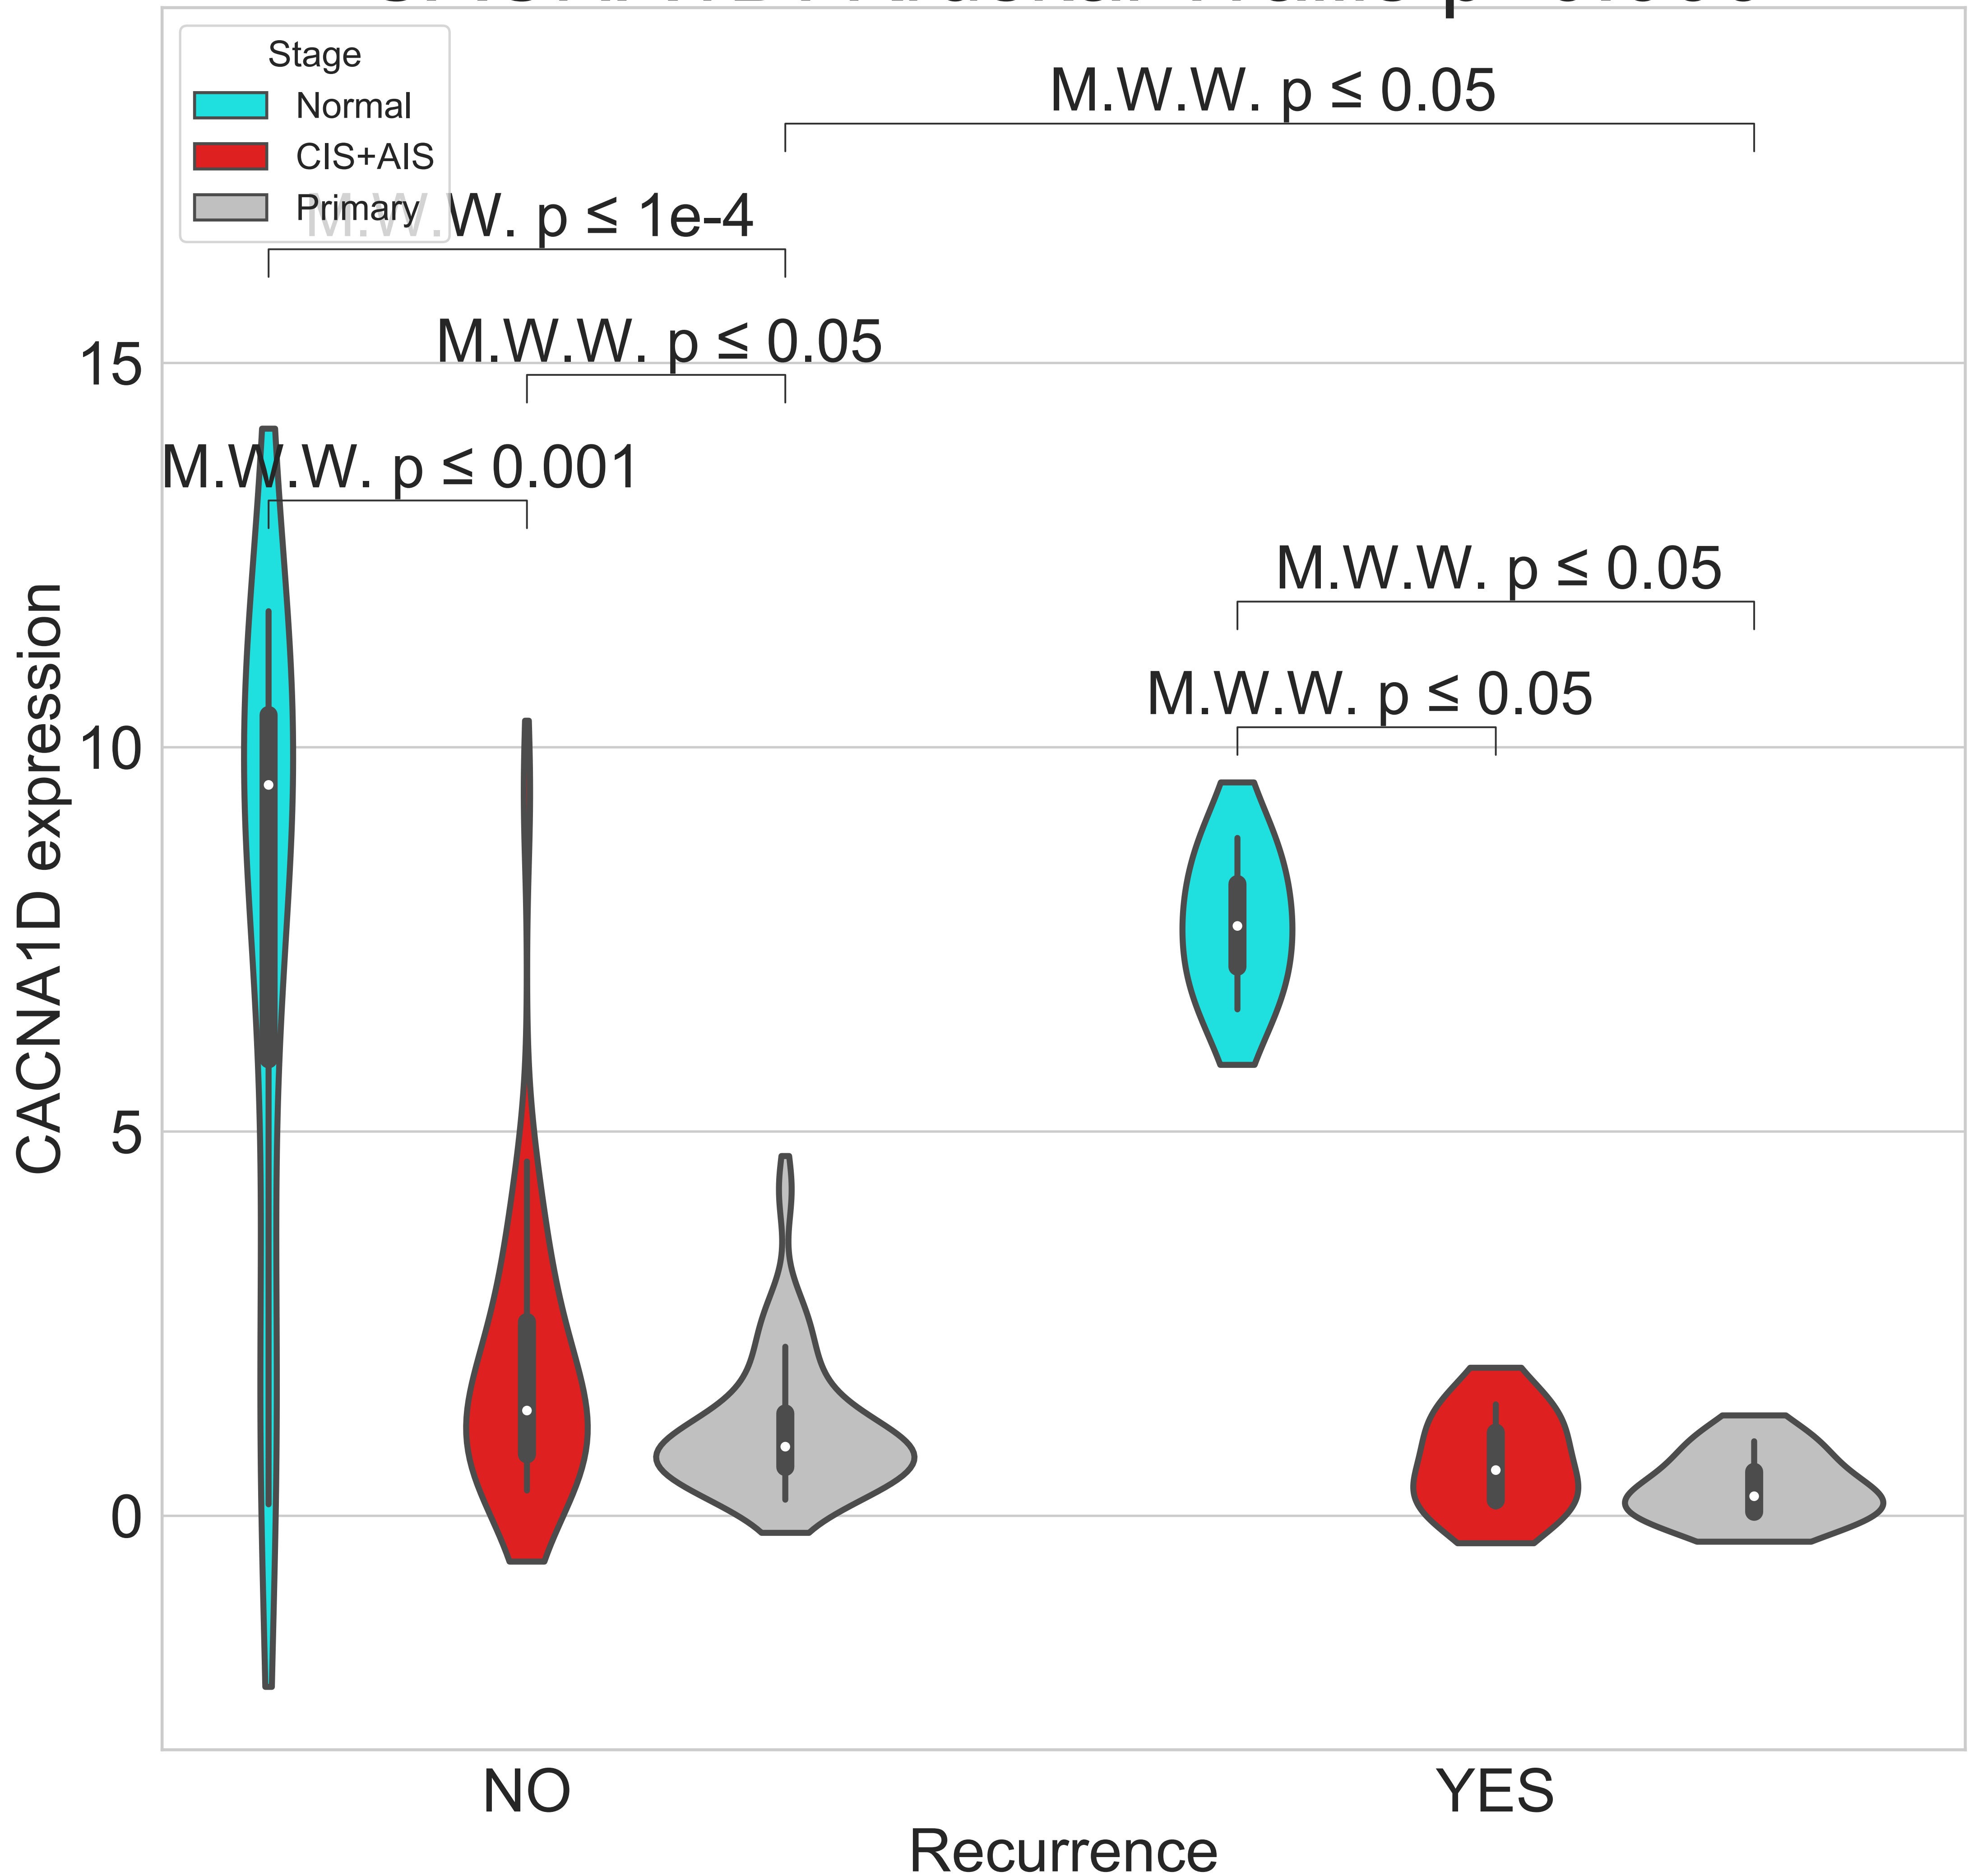 Stage
Normal
CIS+AIS
Primary
M.W.W. p ≤ 0.05
M.W.W. p ≤ 1e-4
M.W.W. p ≤ 0.05
M.W.W. p ≤ 0.001
M.W.W. p ≤ 0.05
M.W.W. p ≤ 0.05
15
10
5
0
CACNA1D expression
NO
YES
Recurrence